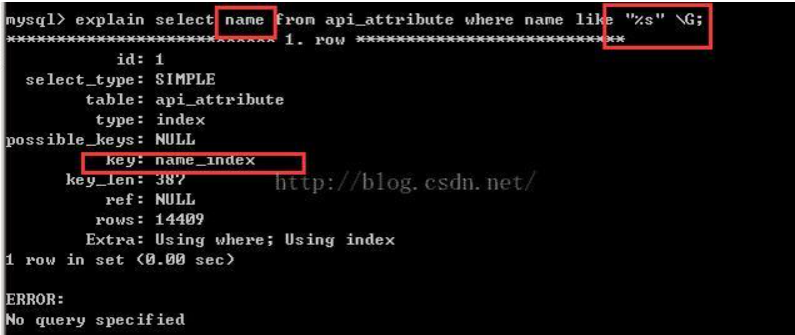 mysql> explain select name from api_attribute where name like "%s" \G;
*************************** 1. row ***************************
id: 1
select_type: SIMPLE
table: api_attribute
type: index
possible_keys: NULL
key: name_index
key_len: 387
ref: NULL
rows: 14409
Extra: Using where; Using index
1 row in set (0.00 sec)
ERROR:
No query specified
http://blog.csdn.net/